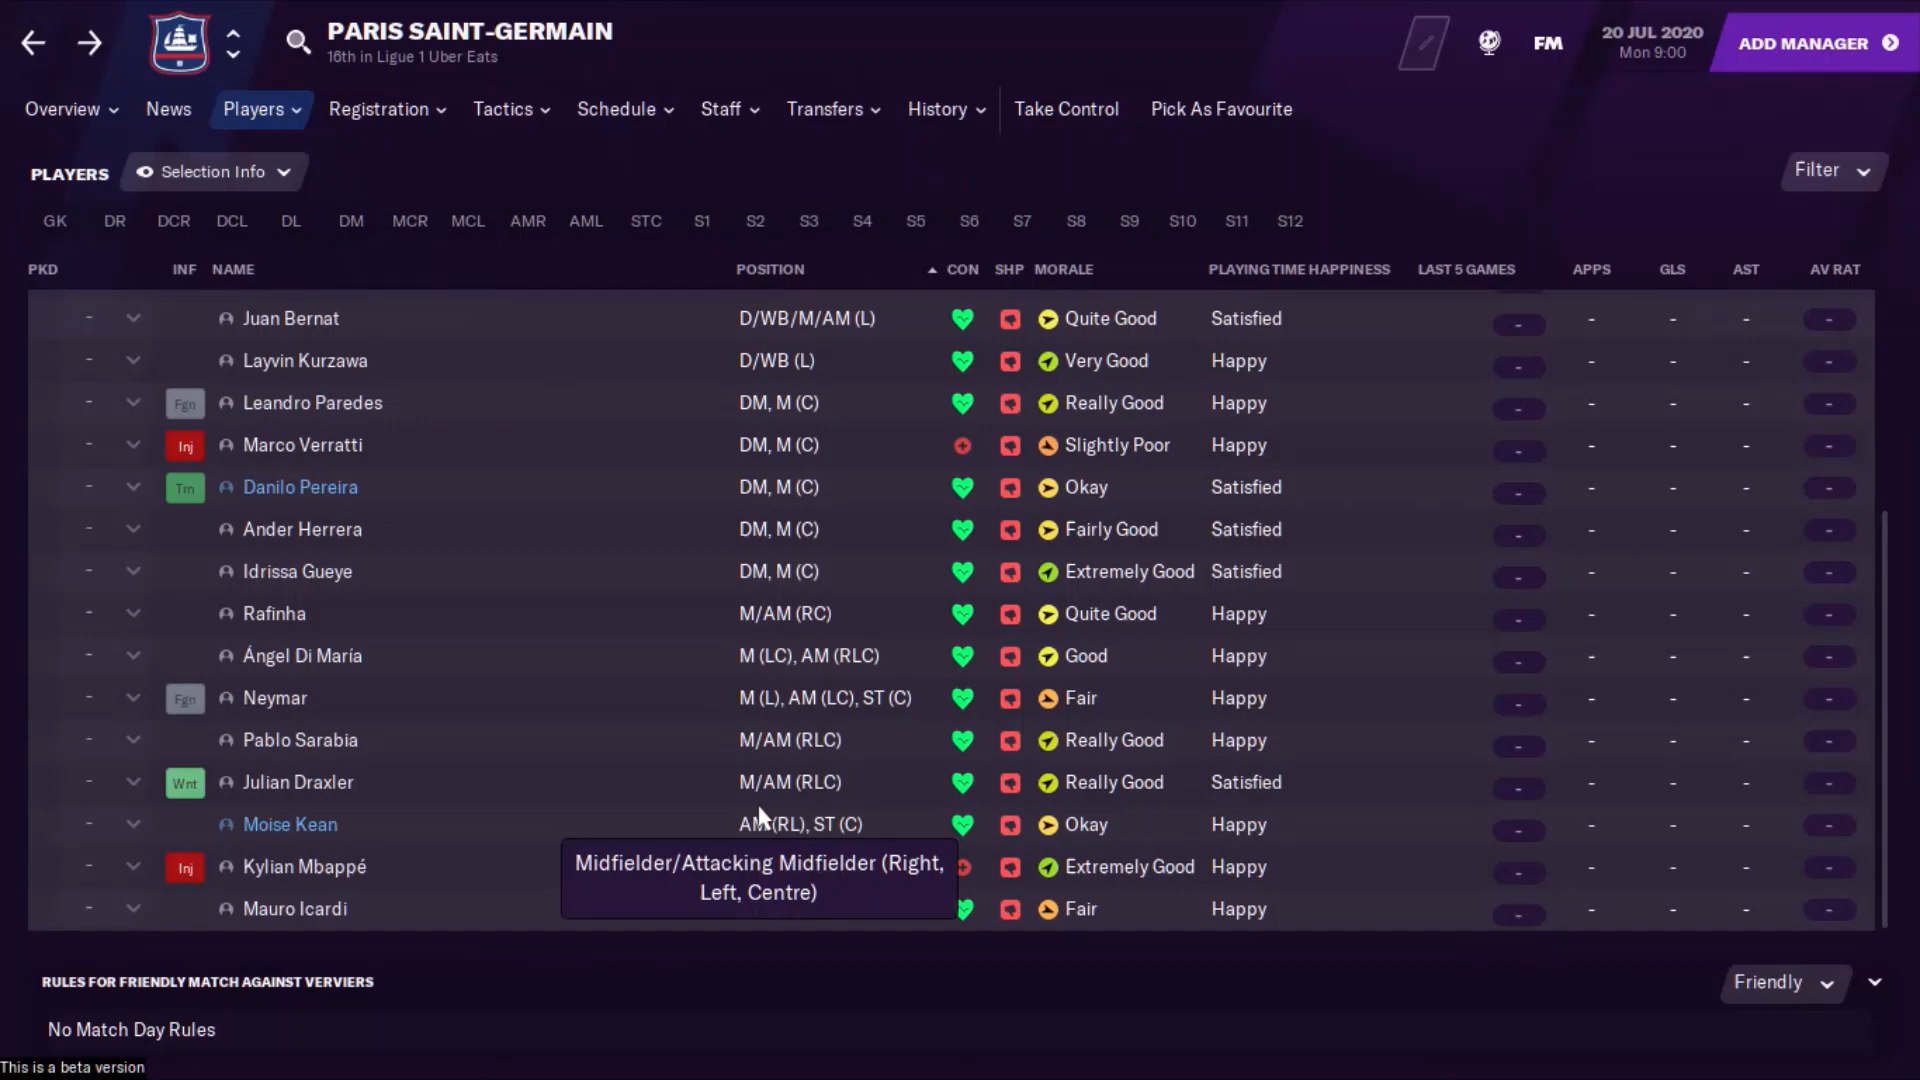 PARIS SAINT-GERMAIN
16th in Ligue 1 Uber Eats
FM
20 JUL 2020
Mon 9:00
ADD MANAGER
Overview News Players Registration Tactics Schedule Staff Transfers History Take Control Pick As Favourite
PLAYERS Selection Info Filter
GK DR DCR DCL DL DM MCR MCL AMR AML STC S1 S2 S3 S4 S5 S6 S7 S8 S9 S10 S11 S12
PKD INF NAME POSITION CON SHP MORALE PLAYING TIME HAPPINESS LAST 5 GAMES APPS GLS AST AV RAT
- Juan Bernat D/WB/M/AM (L) Quite Good Satisfied - - - - -
- Layvin Kurzawa D/WB (L) Very Good Happy - - - - -
- Fgn Leandro Paredes DM, M (C) Really Good Happy - - - - -
- Inj Marco Verratti DM, M (C) Slightly Poor Happy - - - - -
- Trn Danilo Pereira DM, M (C) Okay Satisfied - - - - -
- Ander Herrera DM, M (C) Fairly Good Satisfied - - - - -
- Idrissa Gueye DM, M (C) Extremely Good Satisfied - - - - -
- Rafinha M/AM (RC) Quite Good Happy - - - - -
- Ángel Di María M (LC), AM (RLC) Good Happy - - - - -
- Fgn Neymar M (L), AM (LC), ST (C) Fair Happy - - - - -
- Pablo Sarabia M/AM (RLC) Really Good Happy - - - - -
- Wnt Julian Draxler M/AM (RLC) Really Good Satisfied - - - - -
- Moise Kean AM (RL), ST (C) Okay Happy - - - - -
- Inj Kylian Mbappé Extremely Good Happy - - - - -
- Mauro Icardi Fair Happy - - - - -
Midfielder/Attacking Midfielder (Right,
Left, Centre)
RULES FOR FRIENDLY MATCH AGAINST VERVIERS Friendly
No Match Day Rules
This is a beta version